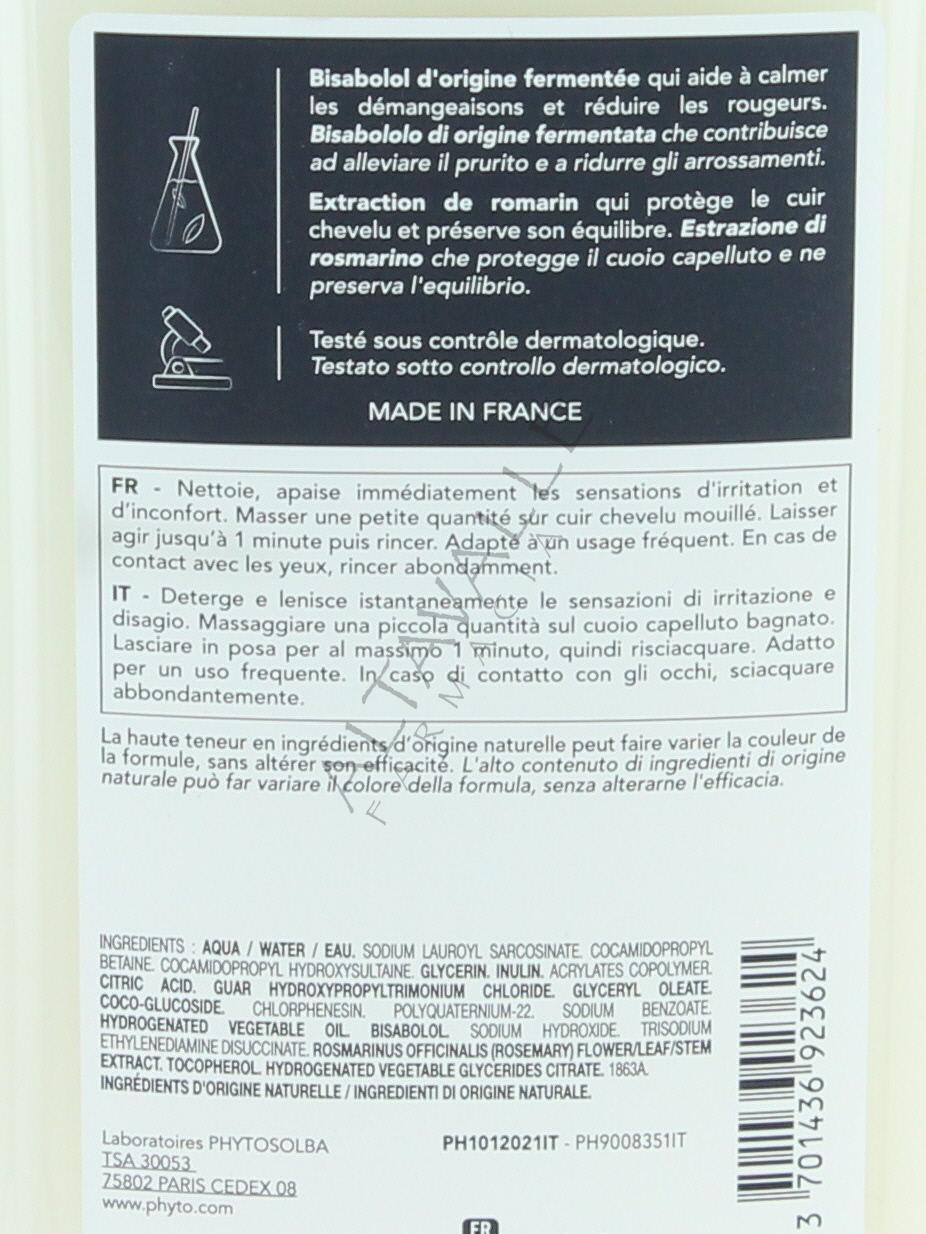 Bisabolol d'origine fermentée qui aide à calmer
les démangeaisons et réduire les rougeurs.
Bisabololo di origine fermentata che contribuisce
ad alleviare il prurito e a ridurre gli arrossamenti.
Extraction de romarin qui protège le cuir
chevelu et préserve son équilibre. Estrazione di
rosmarino che protegge il cuoio capelluto e ne
preserva l'equilibrio.
Testé sous contrôle dermatologique.
Testato sotto controllo dermatologico.
MADE IN FRANCE
FR - Nettoie, apaise immédiatement les sensations d'irritation et
d'inconfort. Masser une petite quantité sur cuir chevelu mouillé. Laisser
agir jusqu'à 1 minute puis rincer. Adapté à un usage fréquent. En cas de
contact avec les yeux, rincer abondamment.
IT - Deterge e lenisce istantaneamente le sensazioni di irritazione e
disagio. Massaggiare una piccola quantità sul cuoio capelluto bagnato.
Lasciare in posa per al massimo 1 minuto, quindi risciacquare. Adatto
per un uso frequente. In caso di contatto con gli occhi, sciacquare
abbondantemente.
ALTAVALLE
FARMACIA
La haute teneur en ingrédients d'origine naturelle peut faire varier la couleur de
la formule, sans altérer son efficacité. L'alto contenuto di ingredienti di origine
naturale può far variare il colore della formula, senza alterarne l'efficacia.
INGREDIENTS : AQUA / WATER / EAU. SODIUM LAUROYL SARCOSINATE. COCAMIDOPROPYL
BETAINE. COCAMIDOPROPYL HYDROXYSULTAINE. GLYCERIN. INULIN. ACRYLATES COPOLYMER.
CITRIC ACID. GUAR HYDROXYPROPYLTRIMONIUM CHLORIDE. GLYCERYL OLEATE.
COCO-GLUCOSIDE. CHLORPHENESIN. POLYQUATERNIUM-22. SODIUM BENZOATE.
HYDROGENATED VEGETABLE OIL. BISABOLOL. SODIUM HYDROXIDE. TRISODIUM
ETHYLENEDIAMINE DISUCCINATE. ROSMARINUS OFFICINALIS (ROSEMARY) FLOWER/LEAF/STEM
EXTRACT. TOCOPHEROL. HYDROGENATED VEGETABLE GLYCERIDES CITRATE. 1863A.
INGRÉDIENTS D'ORIGINE NATURELLE / INGREDIENTI DI ORIGINE NATURALE.
3 701436 923624
Laboratoires PHYTOSOLBA
TSA 30053
75802 PARIS CEDEX 08
www.phyto.com
PH1012021IT - PH9008351IT
FR